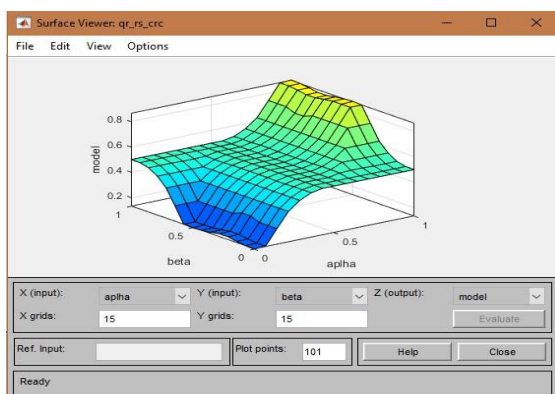 Surface Viewer: qr_rs_crc
File Edit View Options
0.8
0.6
0.4
0.2
model
1
0.5
0
beta
0
0.5
1
aplha
X (input): aplha Y (input): beta Z (output): model
X grids: 15 Y grids: 15 Evaluate
Ref. Input: Plot points: 101 Help Close
Ready